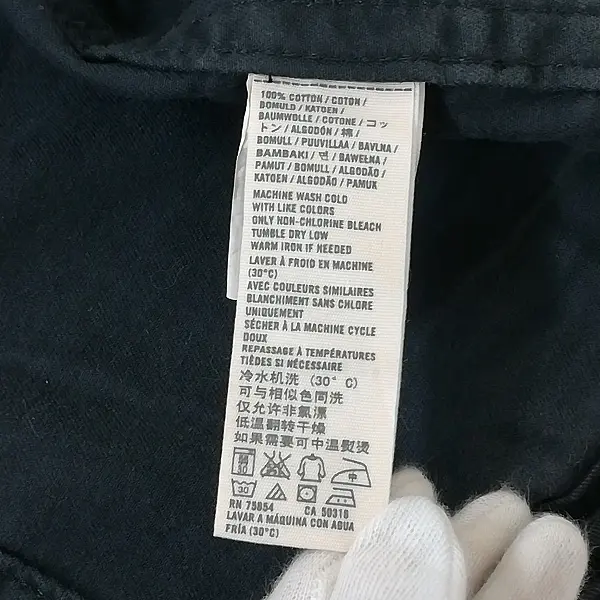 100% COTTON / COTON /
BOMULD / KATOEN /
BAUMWOLLE / COTONE / コッ
トン / ALGODÓN / 棉 /
BOMULL / PUUVILLAA / BAVLNA /
BAMBAKI / 면 / BAWEŁNA /
PAMUT / BOMULL / ALGODÃO /
KATOEN / ALGODÃO / PAMUK
MACHINE WASH COLD
WITH LIKE COLORS
ONLY NON-CHLORINE BLEACH
TUMBLE DRY LOW
WARM IRON IF NEEDED
LAVER À FROID EN MACHINE
(30°C)
AVEC COULEURS SIMILAIRES
BLANCHIMENT SANS CHLORE
UNIQUEMENT
SÉCHER À LA MACHINE CYCLE
DOUX
REPASSAGE À TEMPÉRATURES
TIÈDES SI NÉCESSAIRE
冷水机洗 (30° C)
可与相似色同洗
仅允许非氯漂
低温翻转干燥
如果需要可中温熨烫
30 中
30
RN 75654 CA 50318
LAVAR A MÁQUINA CON AGUA
FRÍA (30°C)